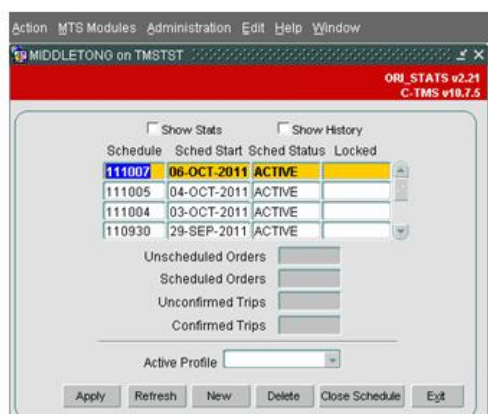 Action MTS Modules Administration Edit Help Window
MIDDLETONG on TMSTST
ORI_STATS v2.21
C-TMS v10.7.5
Show Stats Show History
Schedule Sched Start Sched Status Locked
111007 06-OCT-2011 ACTIVE
111005 04-OCT-2011 ACTIVE
111004 03-OCT-2011 ACTIVE
110930 29-SEP-2011 ACTIVE
Unscheduled Orders
Scheduled Orders
Unconfirmed Trips
Confirmed Trips
Active Profile
Apply Refresh New Delete Close Schedule Exit